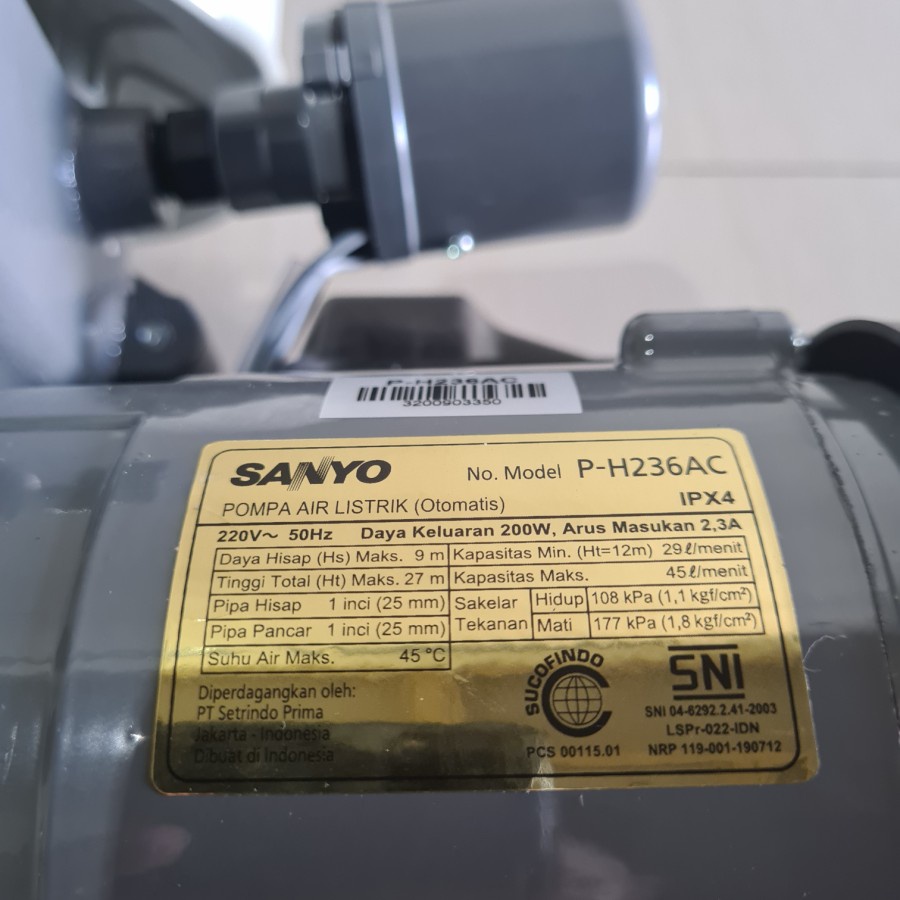 P-H236AC
3200903350
SANYO No. Model P-H236AC
POMPA AIR LISTRIK (Otomatis) IPX4
220V~ 50Hz Daya Keluaran 200W, Arus Masukan 2,3A
Daya Hisap (Hs) Maks. 9 m Kapasitas Min. (Ht=12m) 29ℓ/menit
Tinggi Total (Ht) Maks. 27 m Kapasitas Maks. 45ℓ/menit
Pipa Hisap 1 inci (25 mm) Sakelar Tekanan Hidup 108 kPa (1,1 kgf/cm²)
Pipa Pancar 1 inci (25 mm) Mati 177 kPa (1,8 kgf/cm²)
Suhu Air Maks. 45 °C
Diperdagangkan oleh:
PT Setrindo Prima
Jakarta - Indonesia
Dibuat di Indonesia
SUCOFINDO
PCS 00115.01
SNI
SNI 04-6292.2.41-2003
LSPr-022-IDN
NRP 119-001-190712